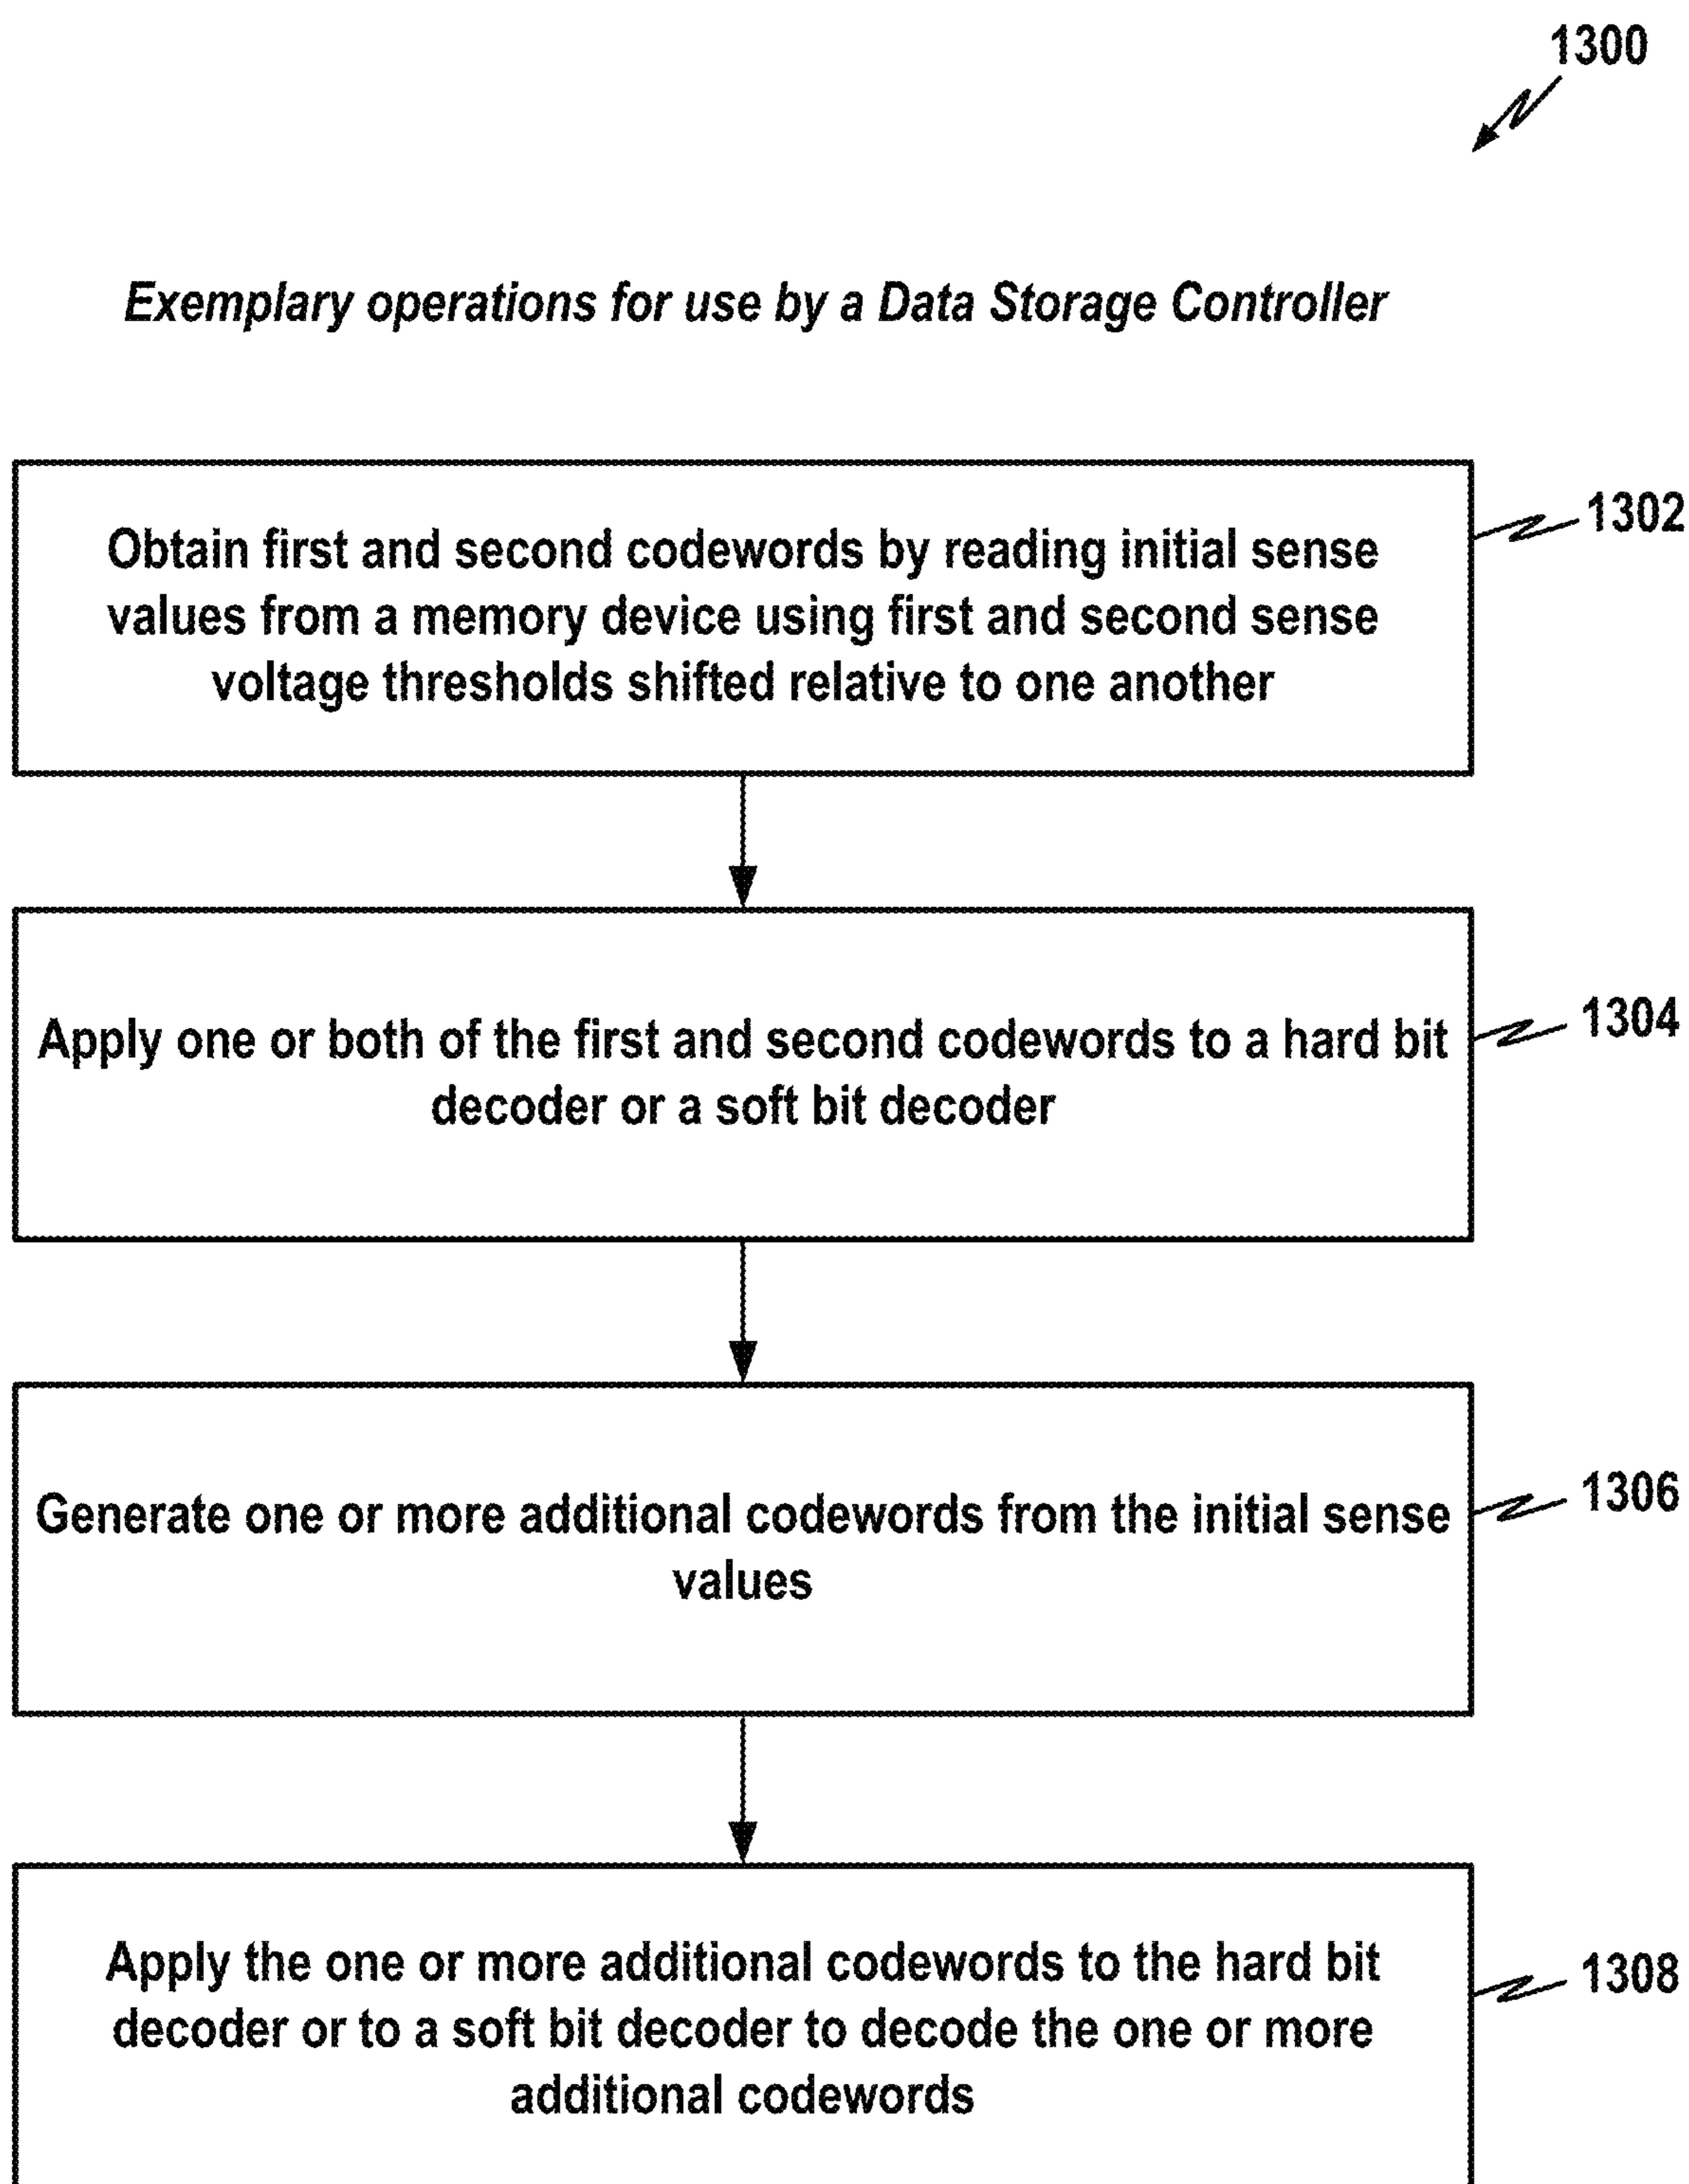 1300
Exemplary operations for use by a Data Storage Controller
Obtain first and second codewords by reading initial sense
values from a memory device using first and second sense
voltage thresholds shifted relative to one another
1302
Apply one or both of the first and second codewords to a hard bit
decoder or a soft bit decoder
1304
Generate one or more additional codewords from the initial sense
values
1306
Apply the one or more additional codewords to the hard bit
decoder or to a soft bit decoder to decode the one or more
additional codewords
1308